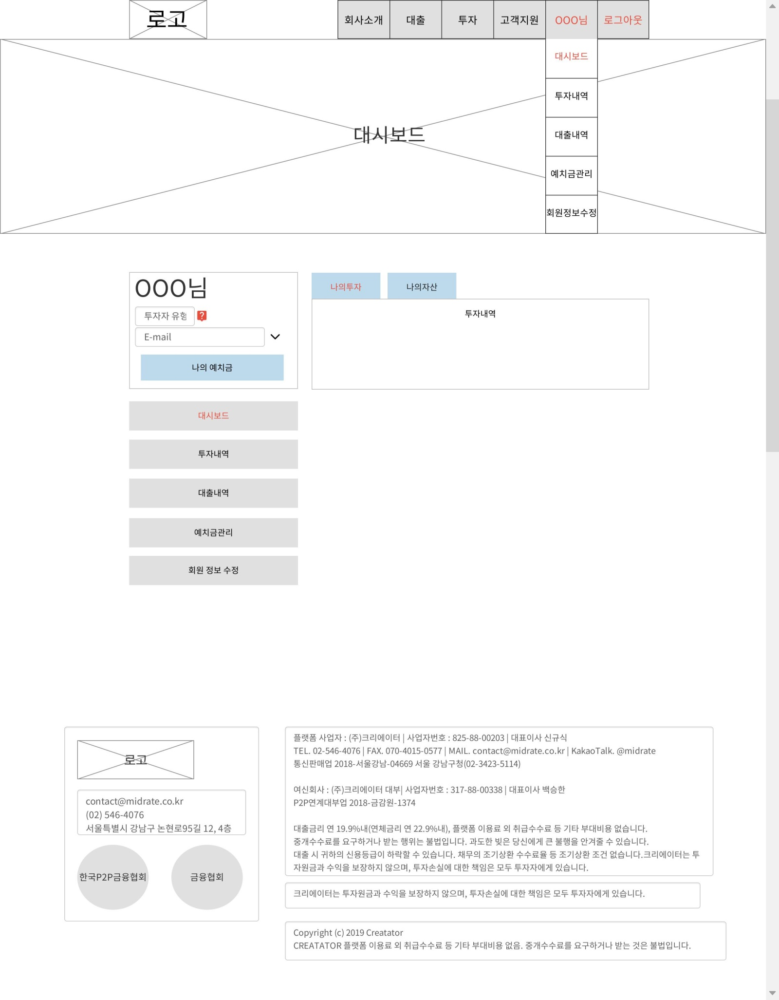 로고
회사소개 대출 투자 고객지원 OOO님 로그아웃
대시보드
투자내역
대출내역
예치금관리
회원정보수정
대시보드
OOO님
투자자 유형
E-mail
나의 예치금
나의투자 나의자산
투자내역
대시보드
투자내역
대출내역
예치금관리
회원 정보 수정
로고
contact@midrate.co.kr
(02) 546-4076
서울특별시 강남구 논현로95길 12, 4층
한국P2P금융협회 금융협회
플랫폼 사업자 : (주)크리에이터 | 사업자번호 : 825-88-00203 | 대표이사 신규식
TEL. 02-546-4076 | FAX. 070-4015-0577 | MAIL. contact@midrate.co.kr | KakaoTalk. @midrate
통신판매업 2018-서울강남-04669 서울 강남구청(02-3423-5114)
여신회사 : (주)크리에이터 대부| 사업자번호 : 317-88-00338 | 대표이사 백승한
P2P연계대부업 2018-금감원-1374
대출금리 연 19.9%내(연체금리 연 22.9%내), 플랫폼 이용료 외 취급수수료 등 기타 부대비용 없습니다.
중개수수료를 요구하거나 받는 행위는 불법입니다. 과도한 빚은 당신에게 큰 불행을 안겨줄 수 있습니다.
대출 시 귀하의 신용등급이 하락할 수 있습니다. 채무의 조기상환 수수료율 등 조기상환 조건 없습니다.크리에이터는 투
자원금과 수익을 보장하지 않으며, 투자손실에 대한 책임은 모두 투자자에게 있습니다.
크리에이터는 투자원금과 수익을 보장하지 않으며, 투자손실에 대한 책임은 모두 투자자에게 있습니다.
Copyright (c) 2019 Creatator
CREATATOR 플랫폼 이용료 외 취급수수료 등 기타 부대비용 없음. 중개수수료를 요구하거나 받는 것은 불법입니다.